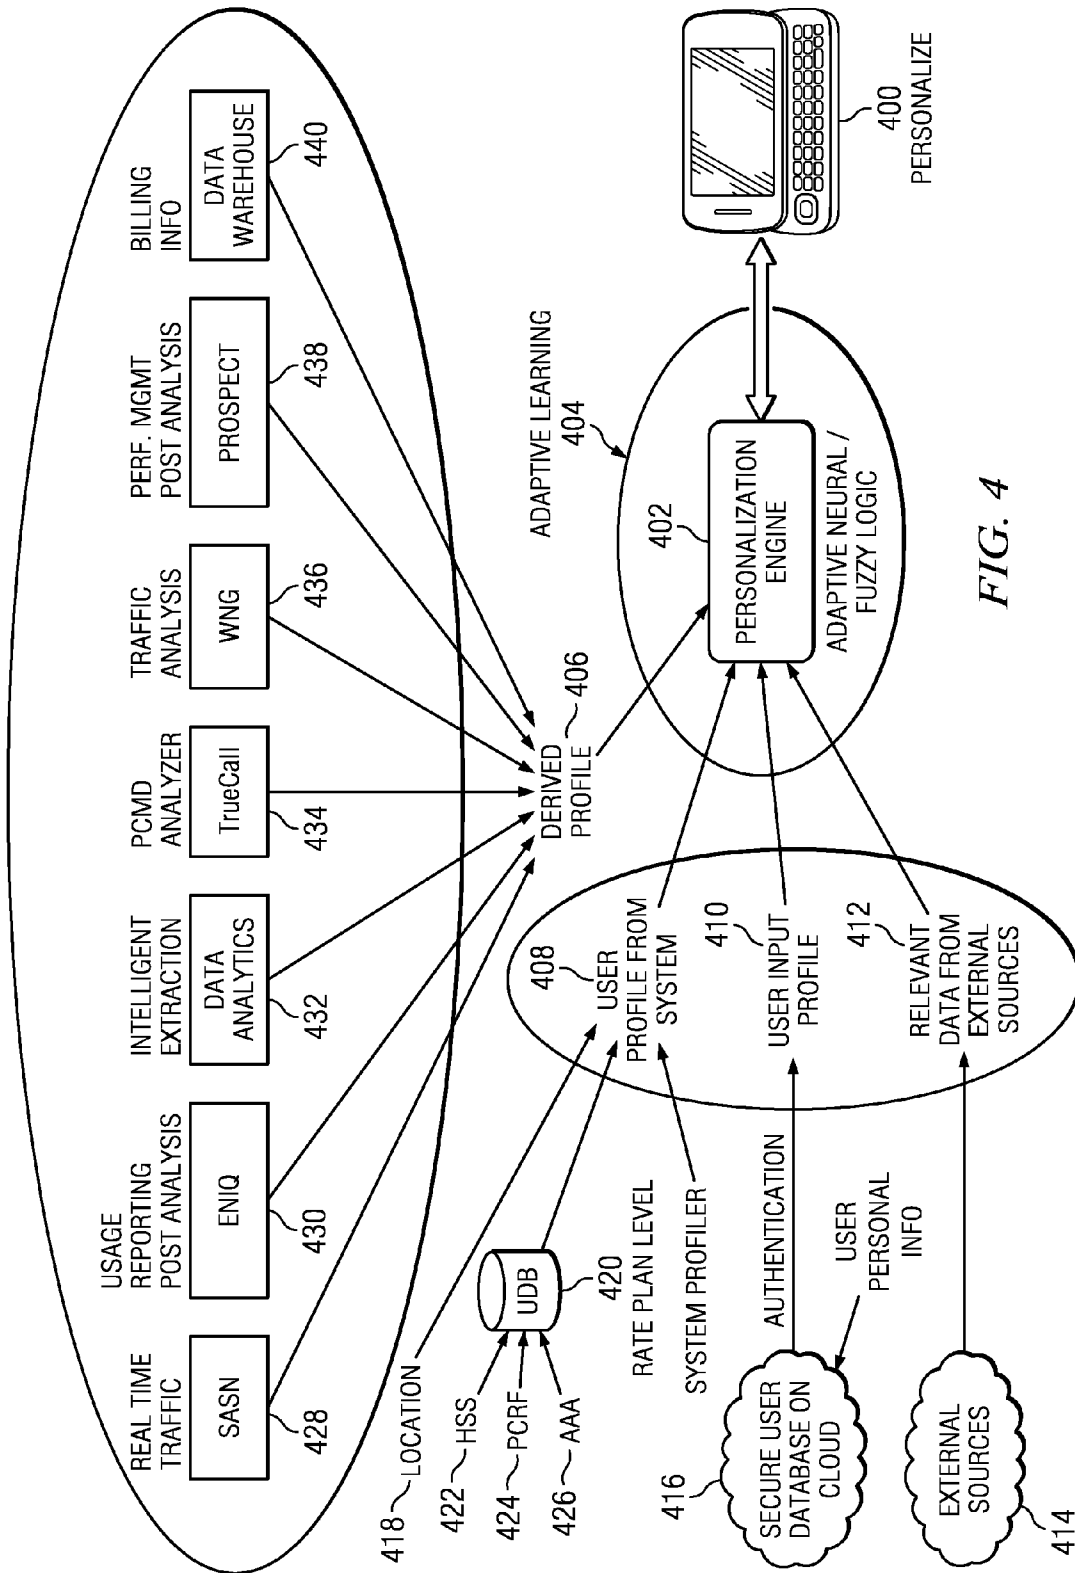 REAL TIME
TRAFFIC
SASN
428
USAGE
REPORTING
POST ANALYSIS
ENIQ
430
INTELLIGENT
EXTRACTION
DATA
ANALYTICS
432
PCMD
ANALYZER
TrueCall
434
TRAFFIC
ANALYSIS
WNG
436
PERF. MGMT
POST ANALYSIS
PROSPECT
438
BILLING
INFO
DATA
WAREHOUSE
440
418
LOCATION
422
HSS
424
PCRF
426
AAA
UDB
420
RATE PLAN LEVEL
SYSTEM PROFILER
408
USER
PROFILE FROM
SYSTEM
DERIVED
PROFILE
406
ADAPTIVE LEARNING
404
402
PERSONALIZATION
ENGINE
ADAPTIVE NEURAL /
FUZZY LOGIC
400
PERSONALIZE
416
SECURE USER
DATABASE ON
CLOUD
AUTHENTICATION
USER
PERSONAL
INFO
410
USER INPUT
PROFILE
EXTERNAL
SOURCES
414
412
RELEVANT
DATA FROM
EXTERNAL
SOURCES
FIG. 4